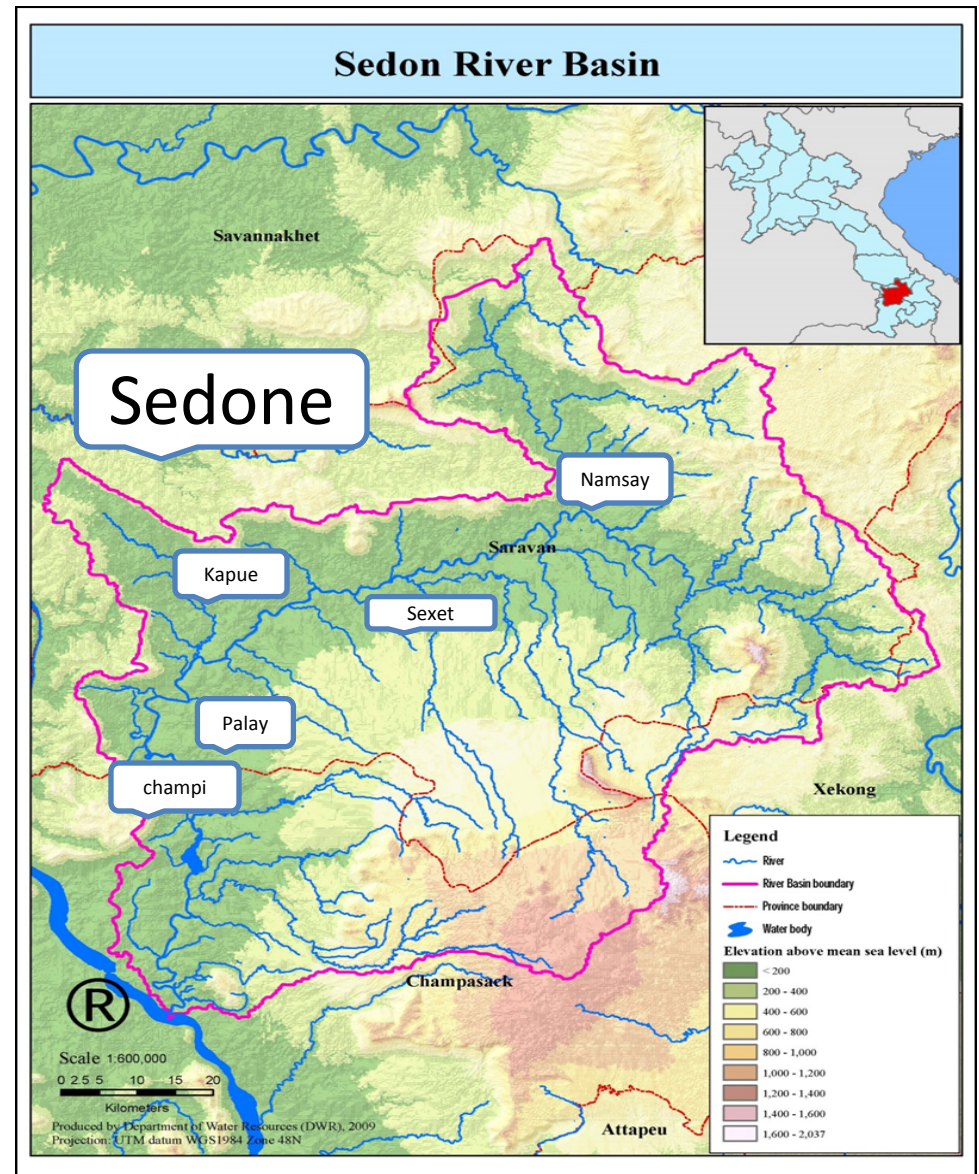 Sedon River Basin
Savannakhet
Sedone
Namsay
Saravan
Kapue
Sexet
Palay
champi
Xekong
Champasack
Attapeu
Legend
River
River Basin boundary
Province boundary
Water body
Elevation above mean sea level (m)
< 200
200 - 400
400 - 600
600 - 800
800 - 1,000
1,000 - 1,200
1,200 - 1,400
1,400 - 1,600
1,600 - 2,037
®
Scale 1:600,000
0 2.5 5 10 15 20
Kilometers
Produced by Department of Water Resources (DWR), 2009
Projection: UTM datum WGS1984 Zone 48N